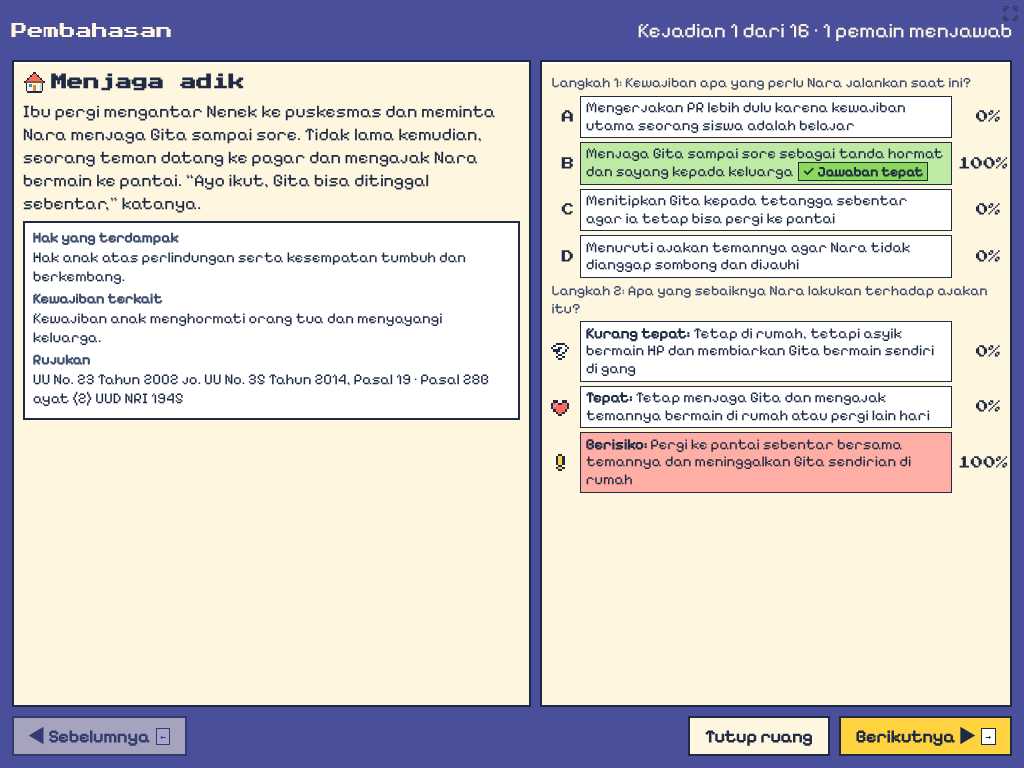 Pembahasan
Kejadian 1 dari 16 · 1 pemain menjawab
Menjaga adik
Ibu pergi mengantar Nenek ke puskesmas dan meminta
Nara menjaga Gita sampai sore. Tidak lama kemudian,
seorang teman datang ke pagar dan mengajak Nara
bermain ke pantai. “Ayo ikut, Gita bisa ditinggal
sebentar,” katanya.
Hak yang terdampak
Hak anak atas perlindungan serta kesempatan tumbuh dan
berkembang.
Kewajiban terkait
Kewajiban anak menghormati orang tua dan menyayangi
keluarga.
Rujukan
UU No. 23 Tahun 2002 jo. UU No. 35 Tahun 2014, Pasal 19 · Pasal 28B
ayat (2) UUD NRI 1945
Langkah 1: Kewajiban apa yang perlu Nara jalankan saat ini?
A Mengerjakan PR lebih dulu karena kewajiban
utama seorang siswa adalah belajar 0%
B Menjaga Gita sampai sore sebagai tanda hormat
dan sayang kepada keluarga ✓ Jawaban tepat 100%
C Menitipkan Gita kepada tetangga sebentar
agar ia tetap bisa pergi ke pantai 0%
D Menuruti ajakan temannya agar Nara tidak
dianggap sombong dan dijauhi 0%
Langkah 2: Apa yang sebaiknya Nara lakukan terhadap ajakan
itu?
Kurang tepat: Tetap di rumah, tetapi asyik
bermain HP dan membiarkan Gita bermain sendiri
di gang 0%
Tepat: Tetap menjaga Gita dan mengajak
temannya bermain di rumah atau pergi lain hari 0%
Berisiko: Pergi ke pantai sebentar bersama
temannya dan meninggalkan Gita sendirian di
rumah 100%
◀ Sebelumnya ←
Tutup ruang
Berikutnya ▶ →